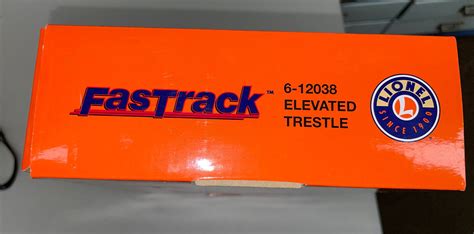 FasTrack™
6-12038
ELEVATED
TRESTLE
LIONEL
L
SINCE 1900